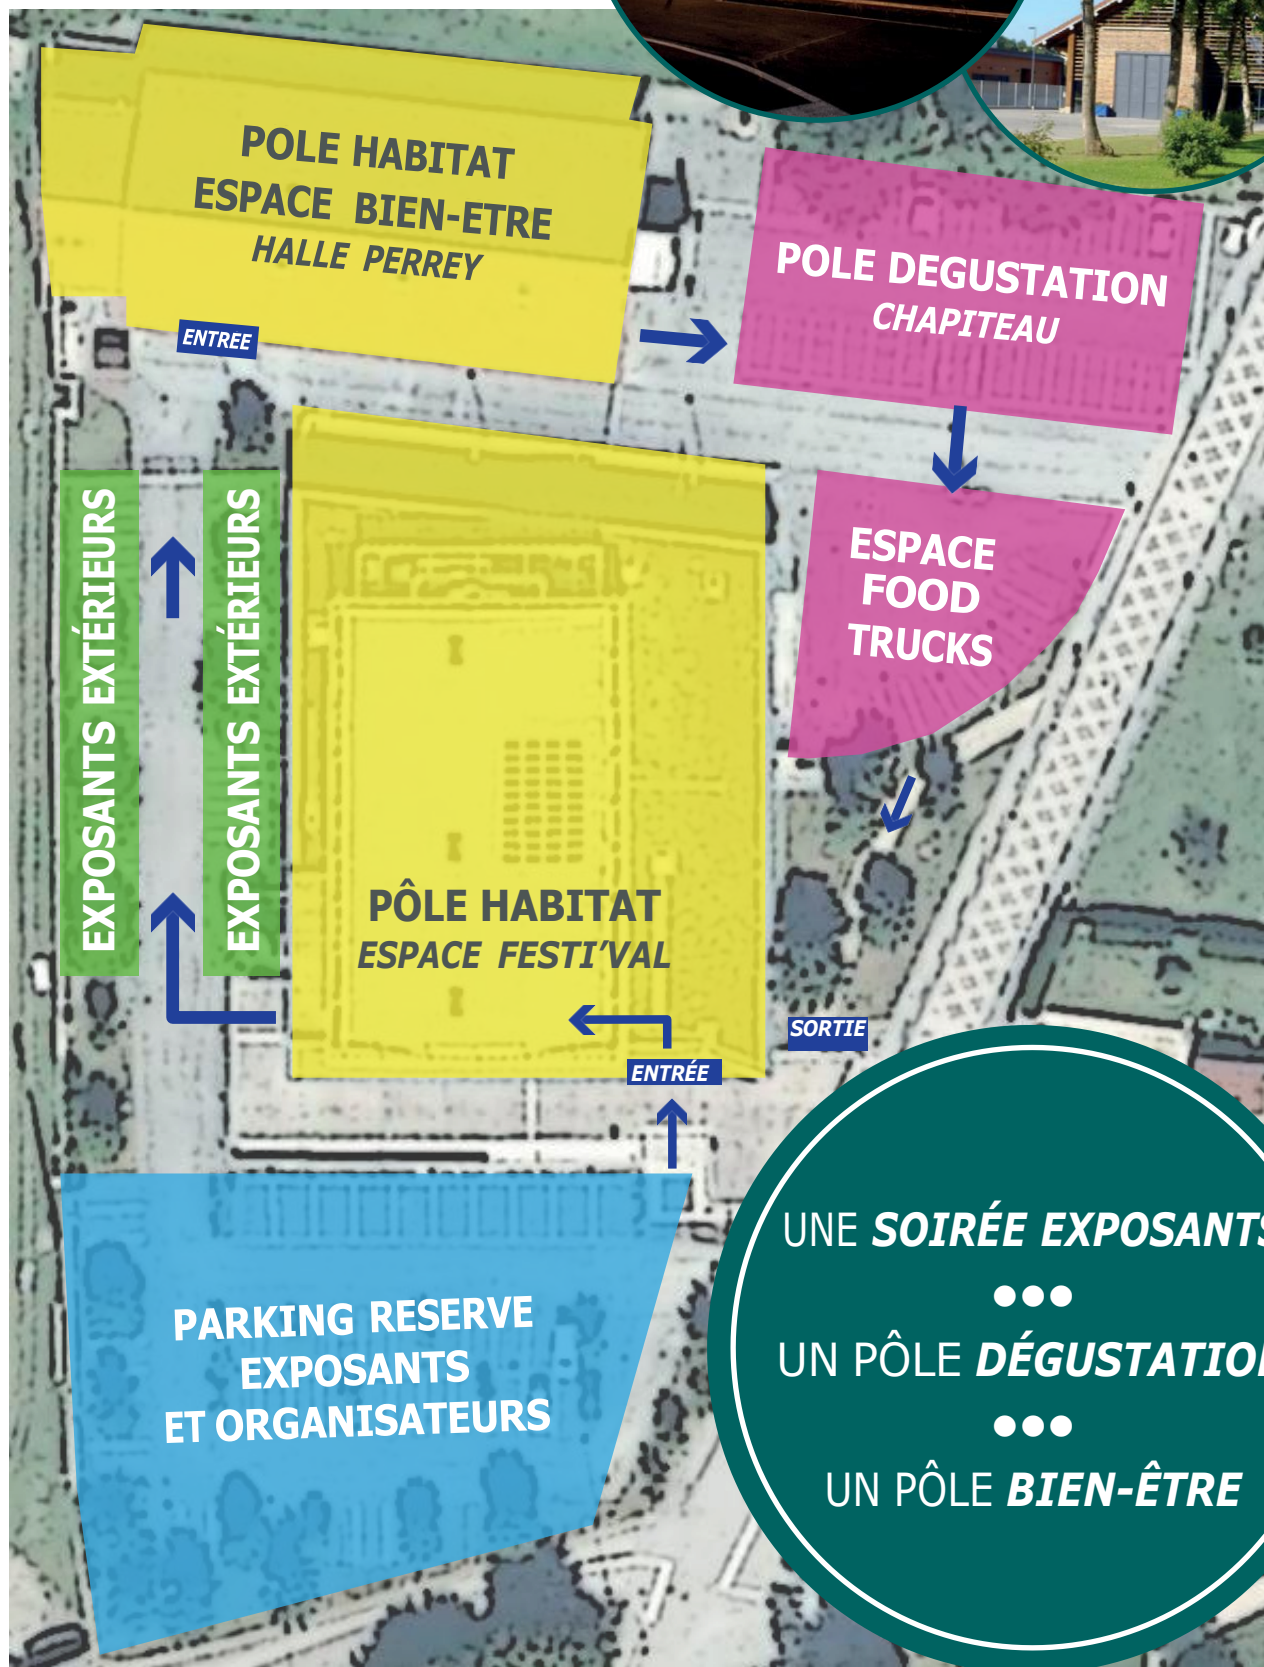 POLE HABITAT
ESPACE BIEN-ETRE
HALLE PERREY
ENTREE
POLE DEGUSTATION
CHAPITEAU
ESPACE
FOOD
TRUCKS
EXPOSANTS EXTÉRIEURS
EXPOSANTS EXTÉRIEURS
PÔLE HABITAT
ESPACE FESTI'VAL
ENTRÉE
SORTIE
PARKING RESERVE
EXPOSANTS
ET ORGANISATEURS
UNE SOIRÉE EXPOSANTS
UN PÔLE DÉGUSTATION
UN PÔLE BIEN-ÊTRE